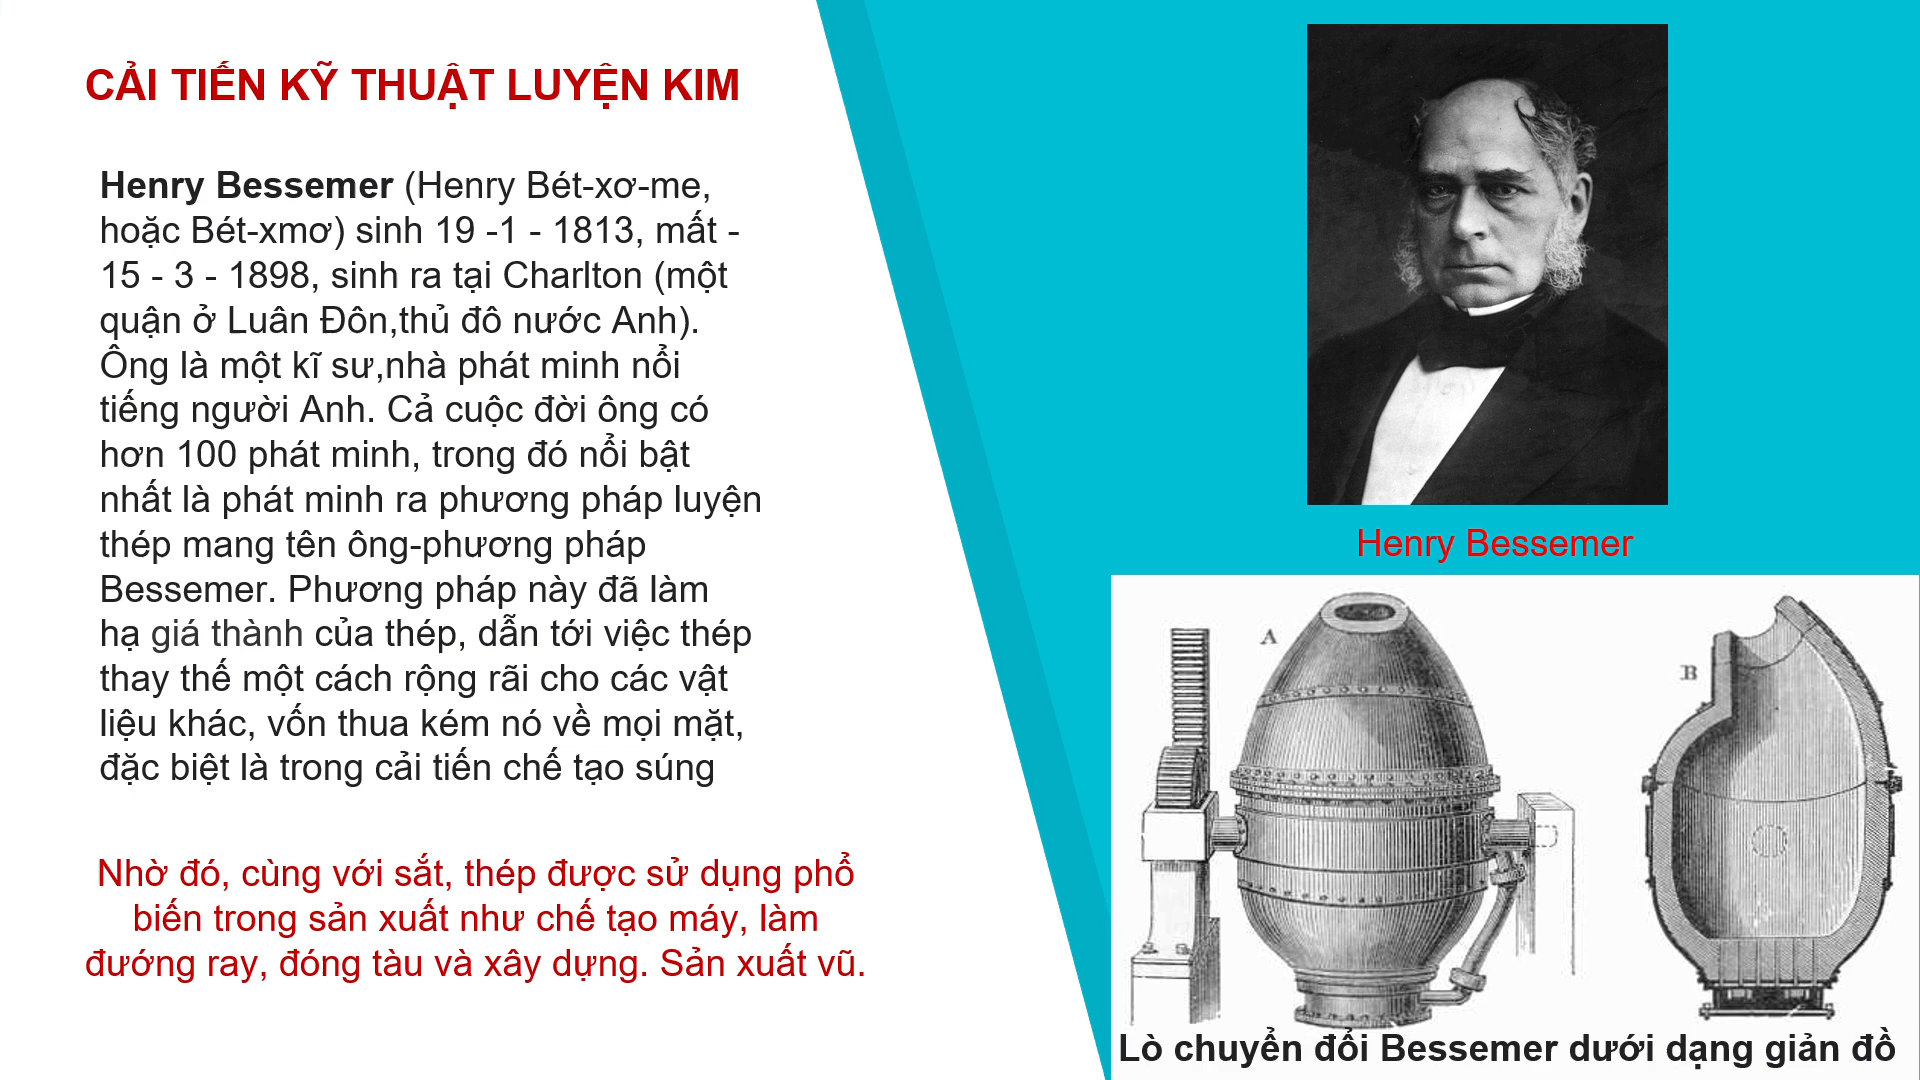 CẢI TIẾN KỸ THUẬT LUYỆN KIM
Henry Bessemer (Henry Bét-xơ-me,
hoặc Bét-xmơ) sinh 19 -1 - 1813, mất -
15 - 3 - 1898, sinh ra tại Charlton (một
quận ở Luân Đôn,thủ đô nước Anh).
Ông là một kĩ sư,nhà phát minh nổi
tiếng người Anh. Cả cuộc đời ông có
hơn 100 phát minh, trong đó nổi bật
nhất là phát minh ra phương pháp luyện
thép mang tên ông-phương pháp
Bessemer. Phương pháp này đã làm
hạ giá thành của thép, dẫn tới việc thép
thay thế một cách rộng rãi cho các vật
liệu khác, vốn thua kém nó về mọi mặt,
đặc biệt là trong cải tiến chế tạo súng
Nhờ đó, cùng với sắt, thép được sử dụng phổ
biến trong sản xuất như chế tạo máy, làm
đướng ray, đóng tàu và xây dựng. Sản xuất vũ.
Henry Bessemer
A
B
Lò chuyển đổi Bessemer dưới dạng giản đồ